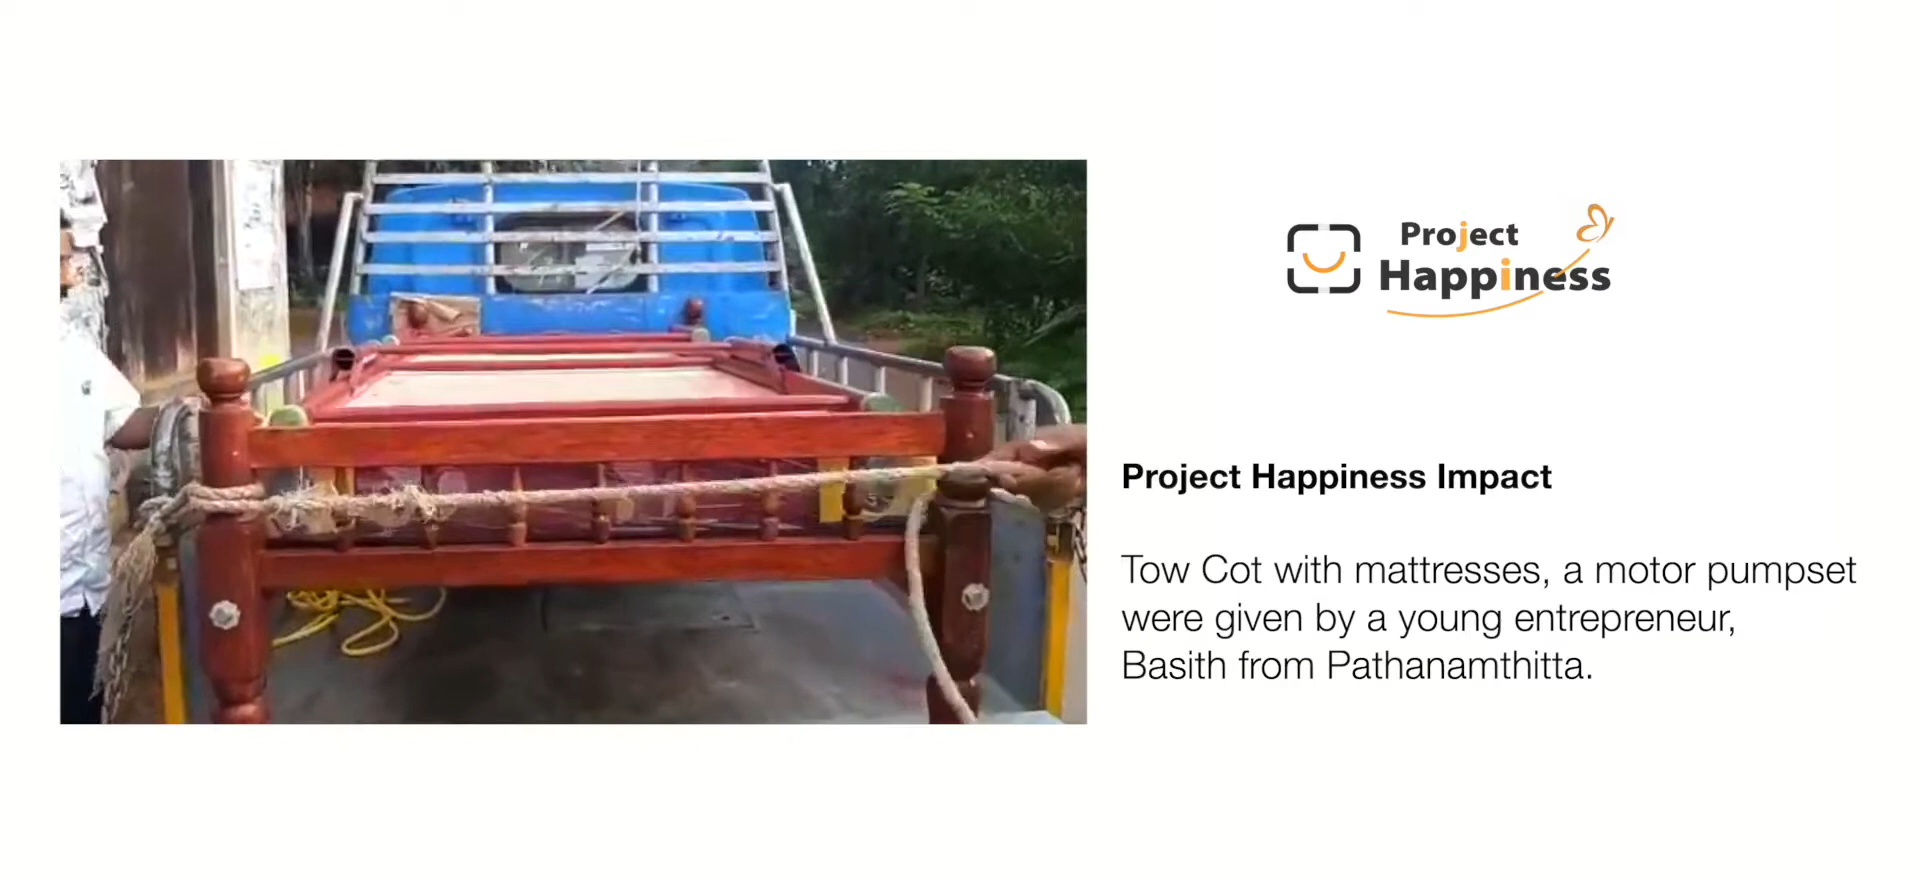 Project
Happiness
Project Happiness Impact
Tow Cot with mattresses, a motor pumpset
were given by a young entrepreneur,
Basith from Pathanamthitta.